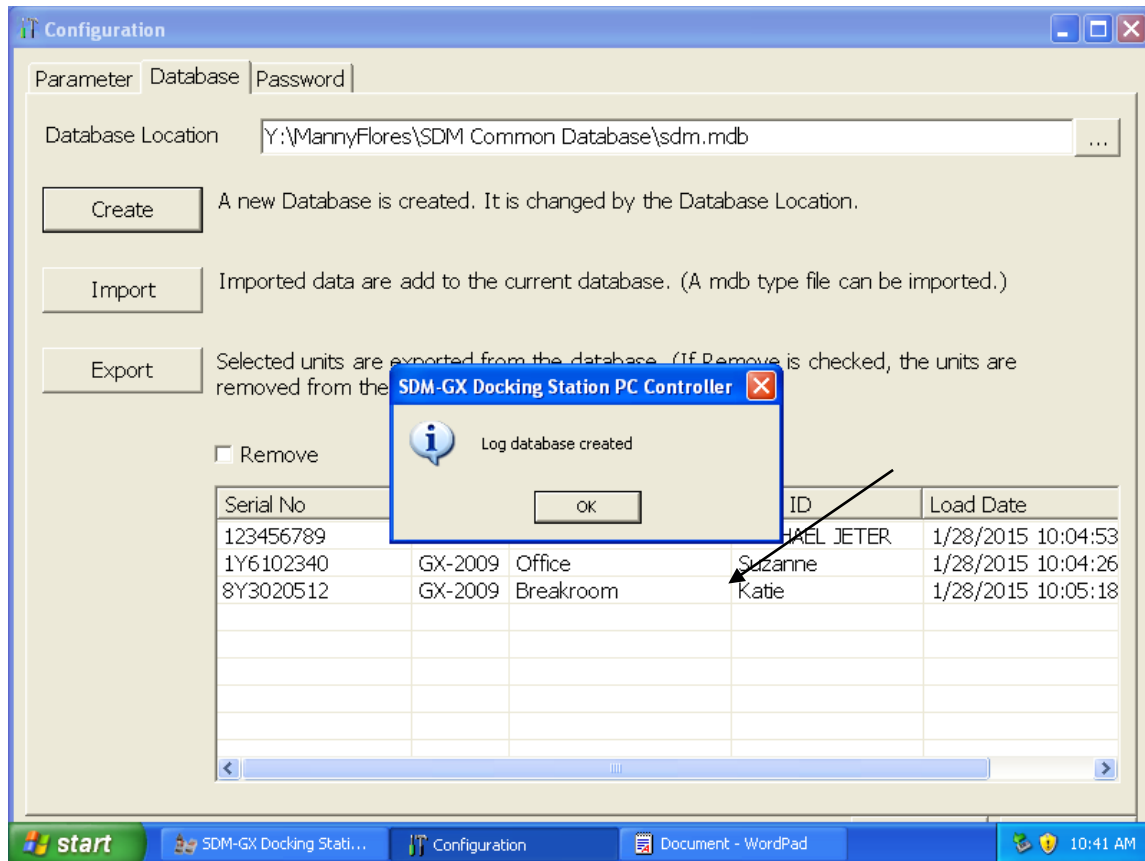 Configuration
Parameter Database Password
Database Location Y:\MannyFlores\SDM Common Database\sdm.mdb ...
Create A new Database is created. It is changed by the Database Location.
Import Imported data are add to the current database. (A mdb type file can be imported.)
Export Selected units are exported from the database. (If Remove is checked, the units are
removed from the
SDM-GX Docking Station PC Controller
Log database created
OK
Remove
Serial No ID Load Date
123456789 HAEL JETER 1/28/2015 10:04:53
1Y6102340 GX-2009 Office Suzanne 1/28/2015 10:04:26
8Y3020512 GX-2009 Breakroom Katie 1/28/2015 10:05:18
start SDM-GX Docking Stati... Configuration Document - WordPad 10:41 AM